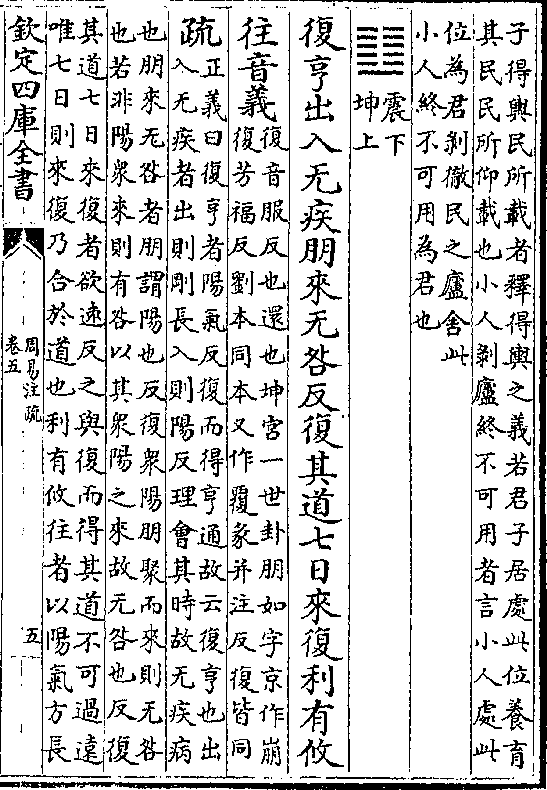 子得輿民所載者釋得輿之義若君子居處此位養育
其民民所仰載也小人剥廬終不可用者言小人處此
位為君剥徹民之廬舍此
小人終不可用為君也
䷗震下
坤上
復亨出入无疾朋來无咎反復其道七日來復利有攸
往音義復音服反也還也坤宫一世卦朋如字京作崩
復芳福反劉本同本又作覆彖并注反復皆同
疏正義曰復亨者陽氣反復而得亨通故云復亨也出
入无疾者出則剛長入則陽反理會其時故无疾病
也朋來无咎者朋謂陽也反復衆陽朋聚而來則无咎
也若非陽衆來則有咎以其衆陽之來故无咎也反復
其道七日來復者欲速反之與復而得其道不可過遠
唯七日則來復乃合於道也利有攸往者以陽氣方長
欽定四庫全書
周易注疏
卷五
五